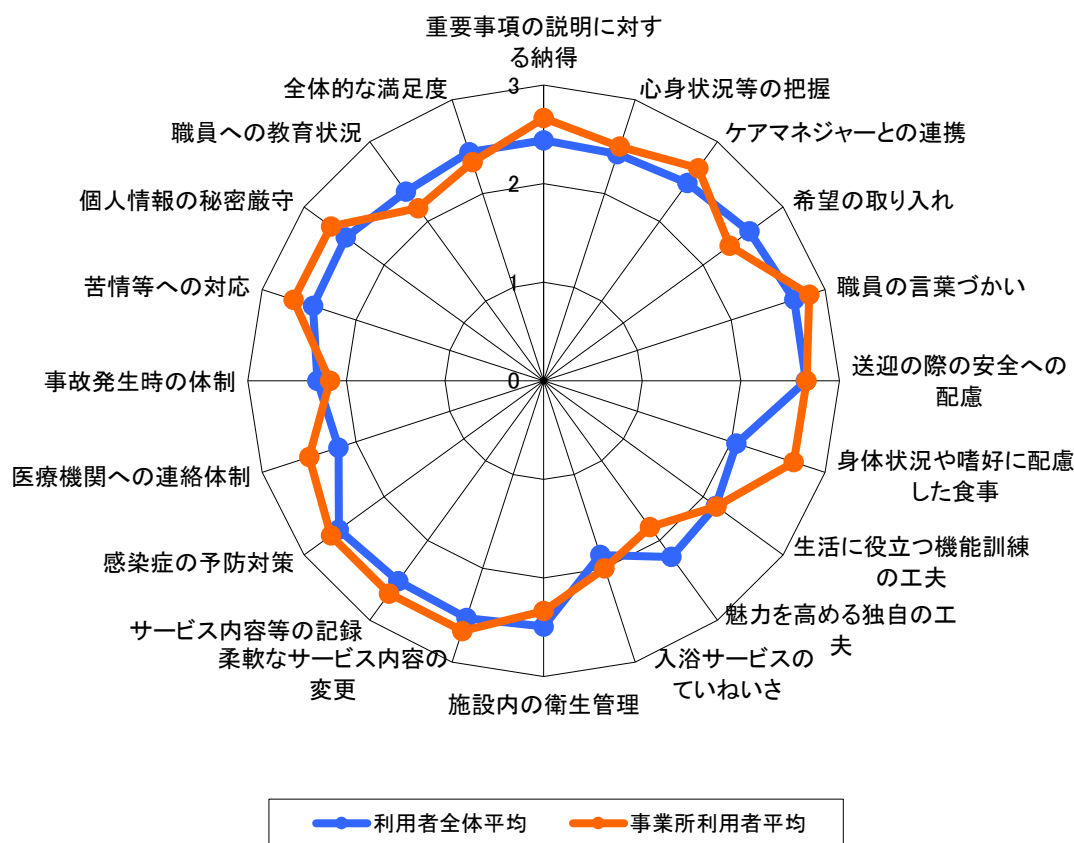 重要事項の説明に対す
る納得
心身状況等の把握
ケアマネジャーとの連携
希望の取り入れ
職員の言葉づかい
送迎の際の安全への
配慮
身体状況や嗜好に配慮
した食事
生活に役立つ機能訓練
の工夫
魅力を高める独自の工
夫
入浴サービスの
ていねいさ
施設内の衛生管理
柔軟なサービス内容の
変更
サービス内容等の記録
感染症の予防対策
医療機関への連絡体制
事故発生時の体制
苦情等への対応
個人情報の秘密厳守
職員への教育状況
全体的な満足度
3
2
1
0
利用者全体平均
事業所利用者平均